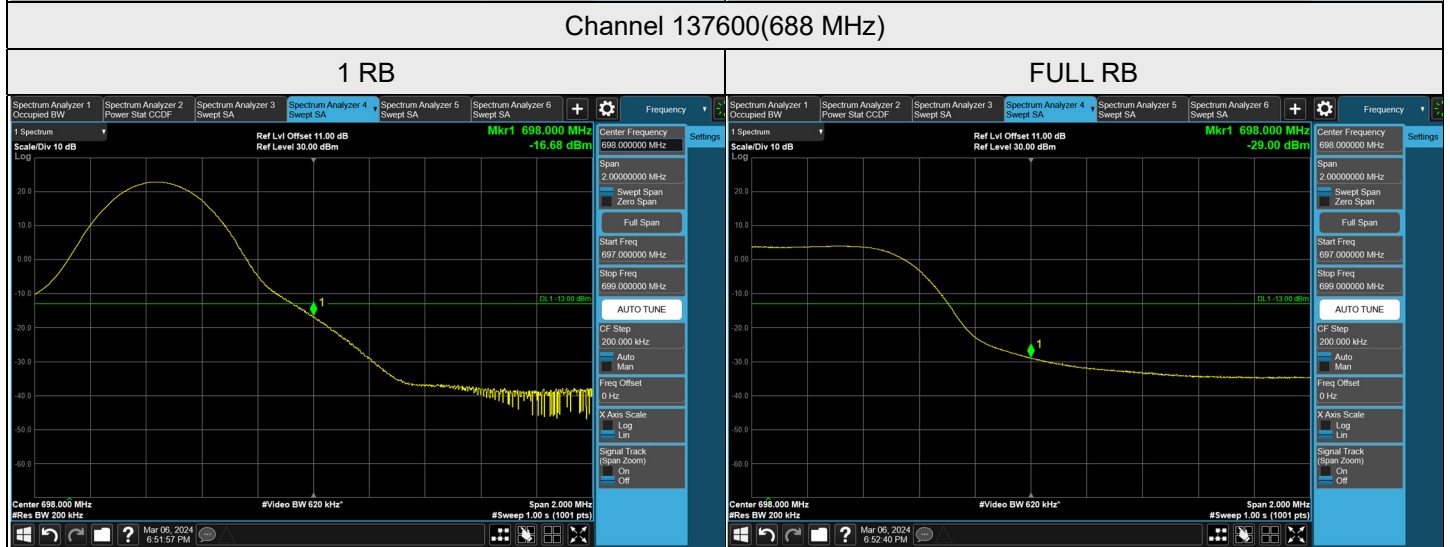 Channel 137600(688 MHz)
1 RB
FULL RB
Spectrum Analyzer 1
Occupied BW
Spectrum Analyzer 2
Power Stat CCDF
Spectrum Analyzer 3
Swept SA
Spectrum Analyzer 4
Swept SA
Spectrum Analyzer 5
Swept SA
Spectrum Analyzer 6
Swept SA
+
Frequency
1 Spectrum
Scale/Div 10 dB
Log
Ref Lvl Offset 11.00 dB
Ref Level 30.00 dBm
Mkr1 698.000 MHz
-16.68 dBm
20.0
10.0
0.00
-10.0
-20.0
-30.0
-40.0
-50.0
-60.0
DL1 -13.00 dBm
1
Center 698.000 MHz
#Res BW 200 kHz
#Video BW 620 kHz*
Span 2.000 MHz
#Sweep 1.00 s (1001 pts)
Center Frequency
698.000000 MHz
Settings
Span
2.00000000 MHz
Swept Span
Zero Span
Full Span
Start Freq
697.000000 MHz
Stop Freq
699.000000 MHz
AUTO TUNE
CF Step
200.000 kHz
Auto
Man
Freq Offset
0 Hz
X Axis Scale
Log
Lin
Signal Track
(Span Zoom)
On
Off
?
Mar 06, 2024
6:51:57 PM
Spectrum Analyzer 1
Occupied BW
Spectrum Analyzer 2
Power Stat CCDF
Spectrum Analyzer 3
Swept SA
Spectrum Analyzer 4
Swept SA
Spectrum Analyzer 5
Swept SA
Spectrum Analyzer 6
Swept SA
+
Frequency
1 Spectrum
Scale/Div 10 dB
Log
Ref Lvl Offset 11.00 dB
Ref Level 30.00 dBm
Mkr1 698.000 MHz
-29.00 dBm
20.0
10.0
0.00
-10.0
-20.0
-30.0
-40.0
-50.0
-60.0
DL1 -13.00 dBm
1
Center 698.000 MHz
#Res BW 200 kHz
#Video BW 620 kHz*
Span 2.000 MHz
#Sweep 1.00 s (1001 pts)
Center Frequency
698.000000 MHz
Settings
Span
2.00000000 MHz
Swept Span
Zero Span
Full Span
Start Freq
697.000000 MHz
Stop Freq
699.000000 MHz
AUTO TUNE
CF Step
200.000 kHz
Auto
Man
Freq Offset
0 Hz
X Axis Scale
Log
Lin
Signal Track
(Span Zoom)
On
Off
?
Mar 06, 2024
6:52:40 PM